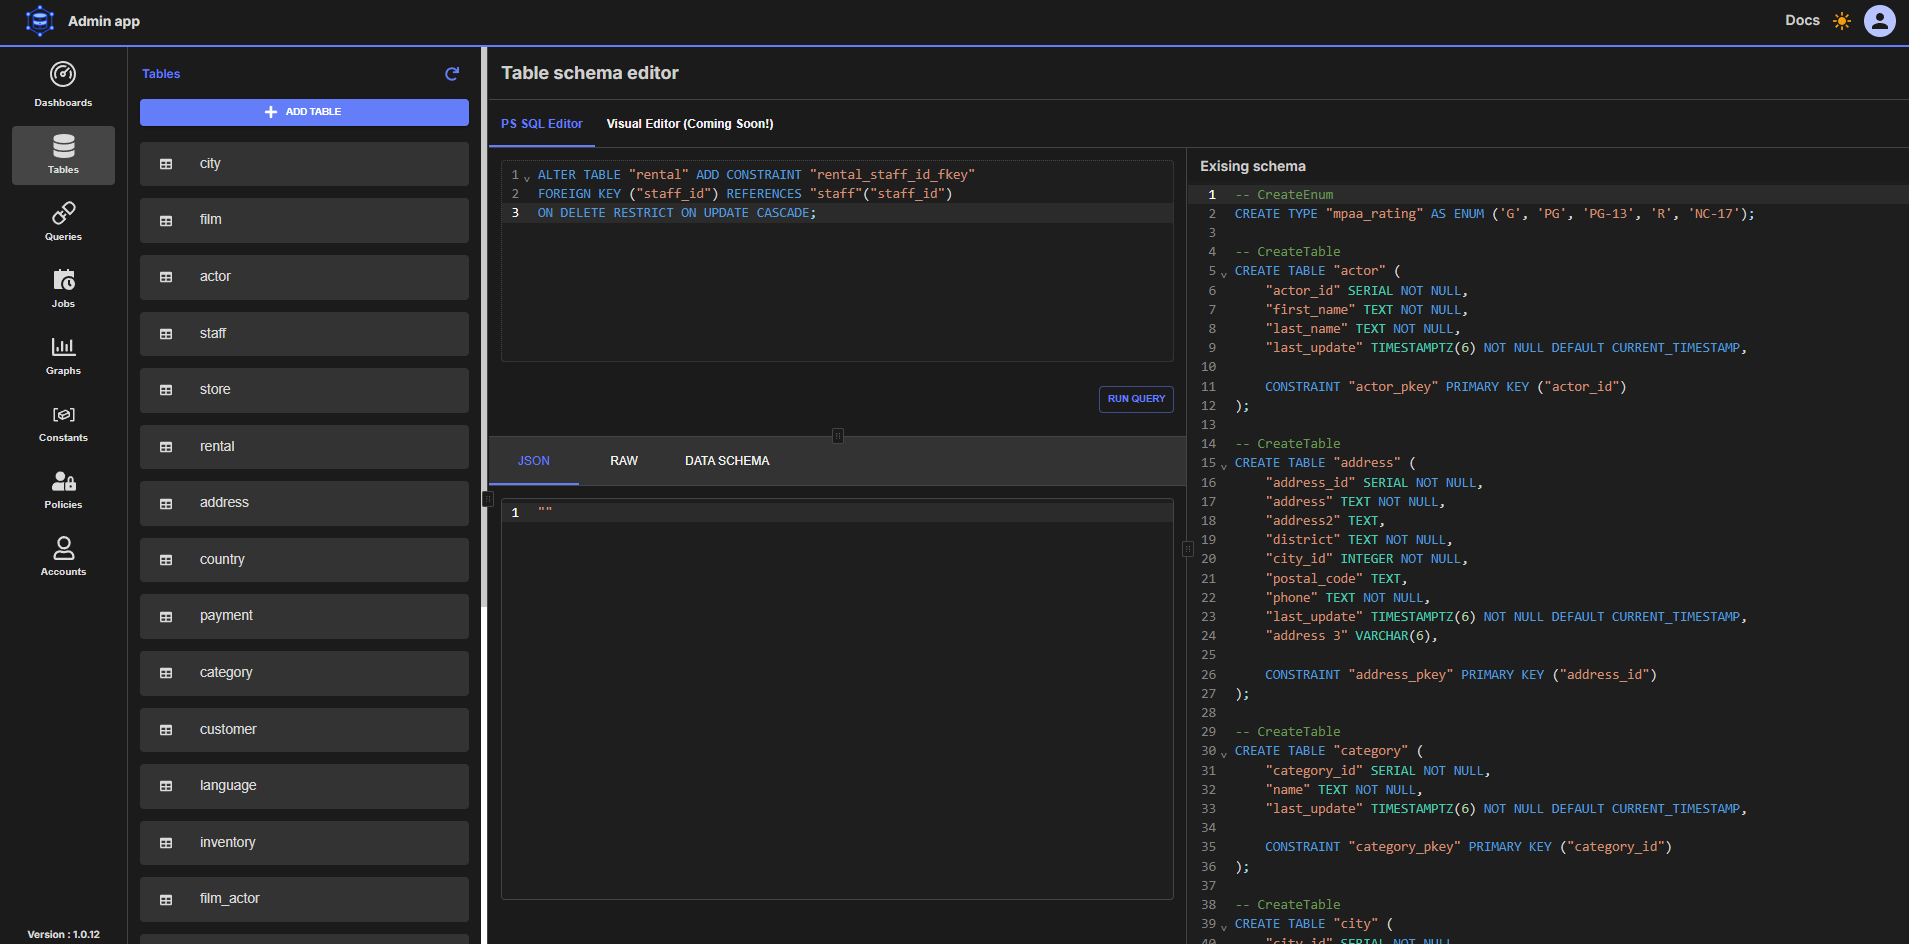 Admin app
Docs
Dashboards
Tables
Queries
Jobs
Graphs
Constants
Policies
Accounts
Version : 1.0.12
Tables
ADD TABLE
city
film
actor
staff
store
rental
address
country
payment
category
customer
language
inventory
film_actor
Table schema editor
PS SQL Editor
Visual Editor (Coming Soon!)
1 ALTER TABLE "rental" ADD CONSTRAINT "rental_staff_id_fkey"
2 FOREIGN KEY ("staff_id") REFERENCES "staff"("staff_id")
3 ON DELETE RESTRICT ON UPDATE CASCADE;
RUN QUERY
JSON
RAW
DATA SCHEMA
1 ""
Exising schema
1 -- CreateEnum
2 CREATE TYPE "mpaa_rating" AS ENUM ('G', 'PG', 'PG-13', 'R', 'NC-17');
3
4 -- CreateTable
5 CREATE TABLE "actor" (
6 "actor_id" SERIAL NOT NULL,
7 "first_name" TEXT NOT NULL,
8 "last_name" TEXT NOT NULL,
9 "last_update" TIMESTAMPTZ(6) NOT NULL DEFAULT CURRENT_TIMESTAMP,
10
11 CONSTRAINT "actor_pkey" PRIMARY KEY ("actor_id")
12 );
13
14 -- CreateTable
15 CREATE TABLE "address" (
16 "address_id" SERIAL NOT NULL,
17 "address" TEXT NOT NULL,
18 "address2" TEXT,
19 "district" TEXT NOT NULL,
20 "city_id" INTEGER NOT NULL,
21 "postal_code" TEXT,
22 "phone" TEXT NOT NULL,
23 "last_update" TIMESTAMPTZ(6) NOT NULL DEFAULT CURRENT_TIMESTAMP,
24 "address 3" VARCHAR(6),
25
26 CONSTRAINT "address_pkey" PRIMARY KEY ("address_id")
27 );
28
29 -- CreateTable
30 CREATE TABLE "category" (
31 "category_id" SERIAL NOT NULL,
32 "name" TEXT NOT NULL,
33 "last_update" TIMESTAMPTZ(6) NOT NULL DEFAULT CURRENT_TIMESTAMP,
34
35 CONSTRAINT "category_pkey" PRIMARY KEY ("category_id")
36 );
37
38 -- CreateTable
39 CREATE TABLE "city" (
40 "city_id" SERIAL NOT NULL